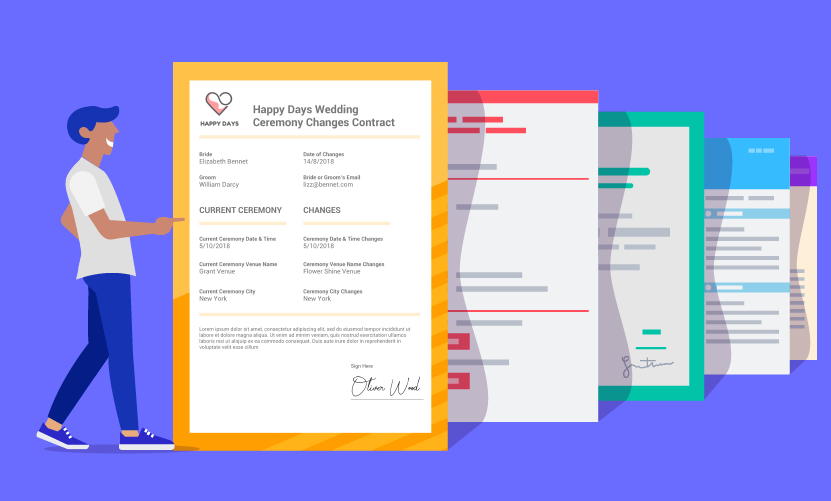 HAPPY DAYS
Happy Days Wedding
Ceremony Changes Contract
Bride
Elizabeth Bennet
Date of Changes
14/8/2018
Groom
William Darcy
Bride or Groom's Email
lizz@bennet.com
CURRENT CEREMONY
CHANGES
Current Ceremony Date & Time
5/10/2018
Ceremony Date & Time Changes
5/10/2018
Current Ceremony Venue Name
Grant Venue
Ceremony Venue Name Changes
Flower Shine Venue
Current Ceremony City
New York
Ceremony City Changes
New York
Lorem ipsum dolor sit amet, consectetur adipiscing elit, sed do eiusmod tempor incididunt ut
labore et dolore magna aliqua. Ut enim ad minim veniam, quis nostrud exercitation ullamco
laboris nisi ut aliquip ex ea commodo consequat. Duis aute irure dolor in reprehenderit in
voluptate velit esse cillum
Sign Here
Oliver Wood